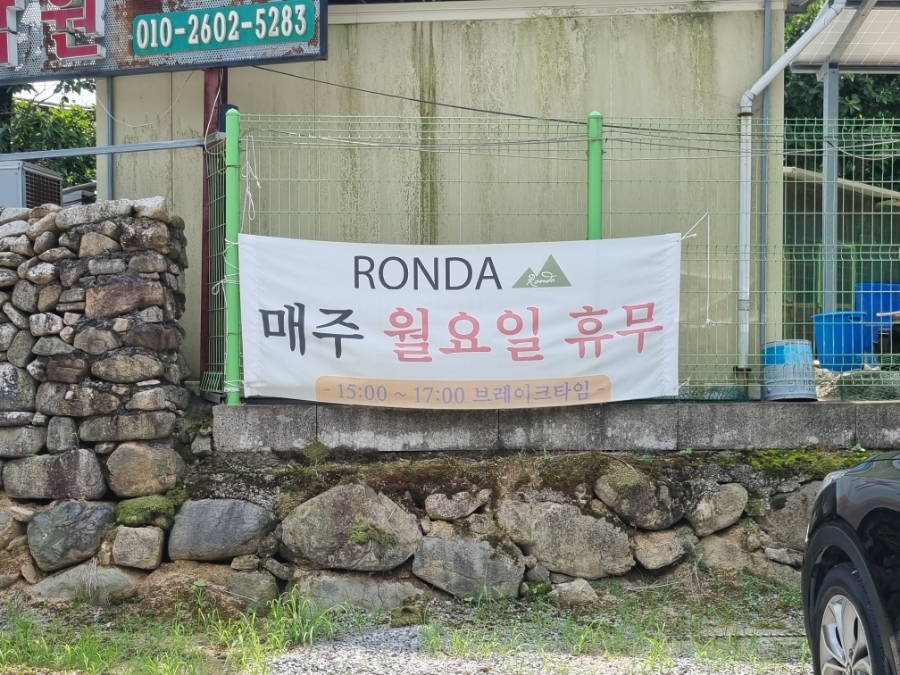 원
010-2602-5283
RONDA
Ronda
매주 월요일 휴무
- 15:00 ~ 17:00 브레이크타임 -